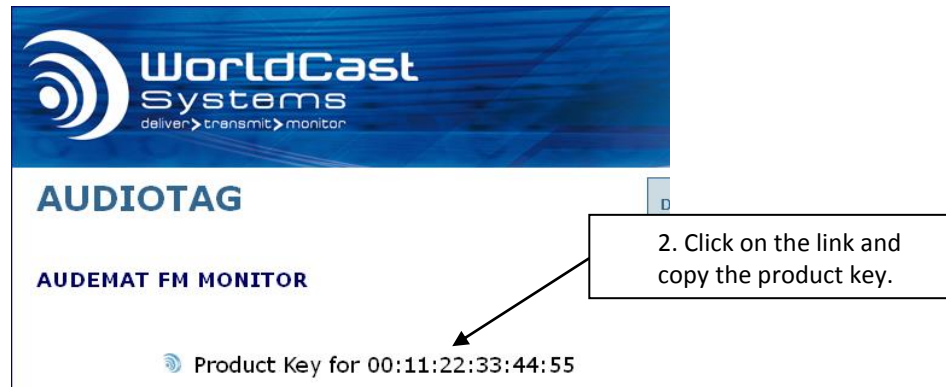 WorldCast
Systems
deliver>transmit>monitor
AUDIOTAG
D
2. Click on the link and
copy the product key.
AUDEMAT FM MONITOR
Product Key for 00:11:22:33:44:55